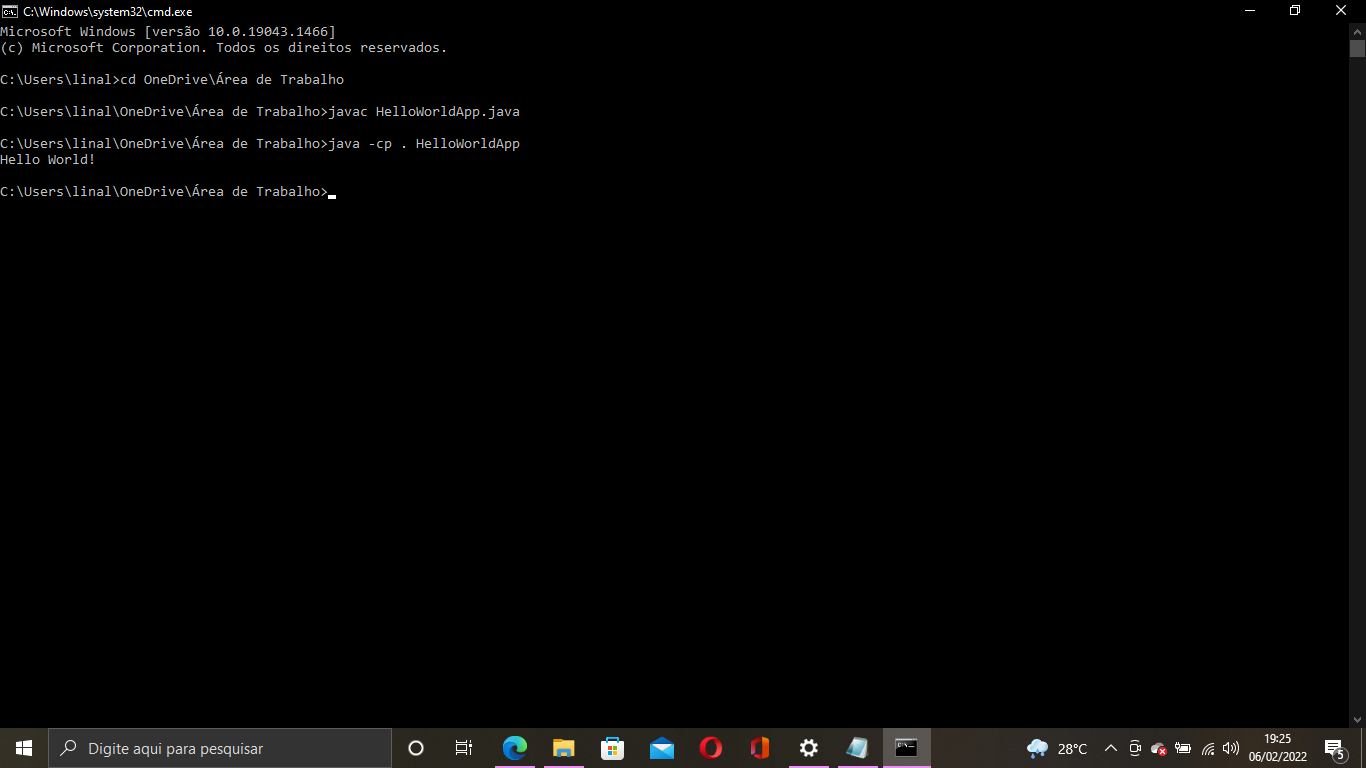 C:\Windows\system32\cmd.exe
Microsoft Windows [versão 10.0.19043.1466]
(c) Microsoft Corporation. Todos os direitos reservados.
C:\Users\linal>cd OneDrive\Área de Trabalho
C:\Users\linal\OneDrive\Área de Trabalho>javac HelloWorldApp.java
C:\Users\linal\OneDrive\Área de Trabalho>java -cp . HelloWorldApp
Hello World!
C:\Users\linal\OneDrive\Área de Trabalho>
Digite aqui para pesquisar
28°C
19:25
06/02/2022
5